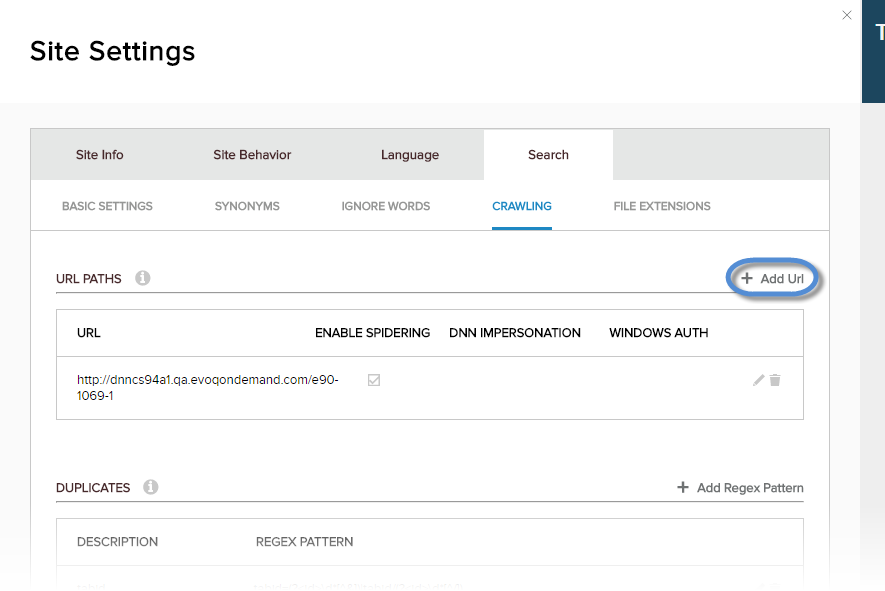 T
Site Settings
Site Info Site Behavior Language Search
BASIC SETTINGS SYNONYMS IGNORE WORDS CRAWLING FILE EXTENSIONS
URL PATHS + Add Url
URL ENABLE SPIDERING DNN IMPERSONATION WINDOWS AUTH
http://dnncs94a1.qa.evoqondemand.com/e90-
1069-1
DUPLICATES + Add Regex Pattern
DESCRIPTION REGEX PATTERN